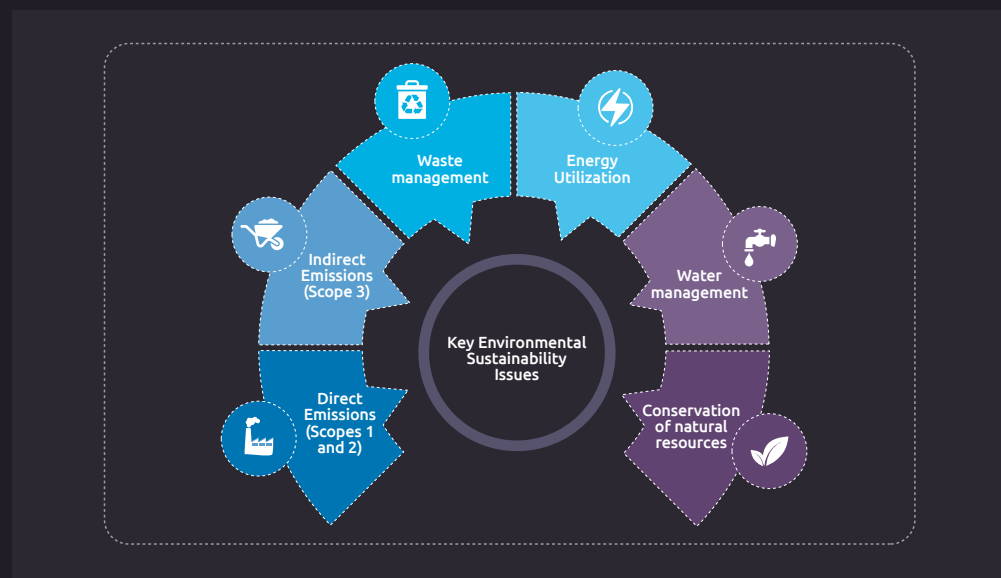 Waste
management
Energy
Utilization
Indirect
Emissions
(Scope 3)
Water
management
Key Environmental
Sustainability
Issues
Direct
Emissions
(Scopes 1
and 2)
Conservation
of natural
resources